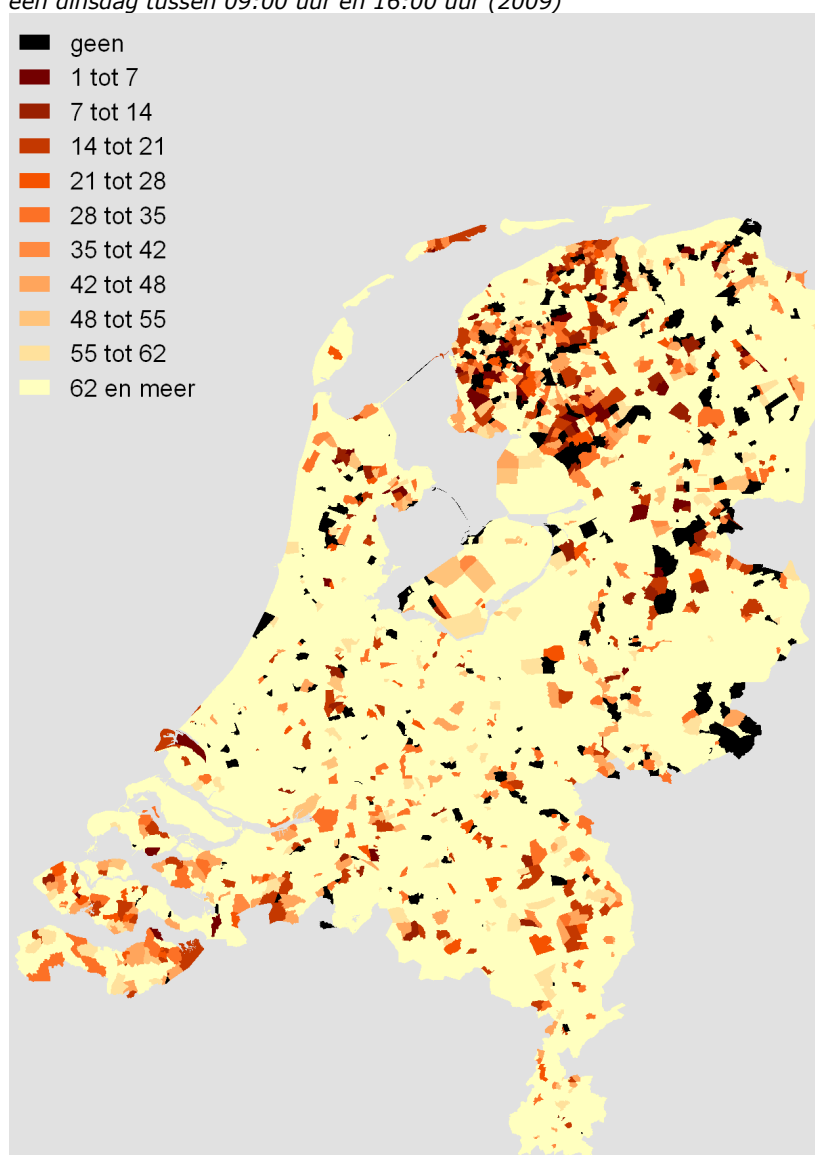 een dinsdag tussen 09:00 uur en 16:00 uur (2009)
geen
1 tot 7
7 tot 14
14 tot 21
21 tot 28
28 tot 35
35 tot 42
42 tot 48
48 tot 55
55 tot 62
62 en meer